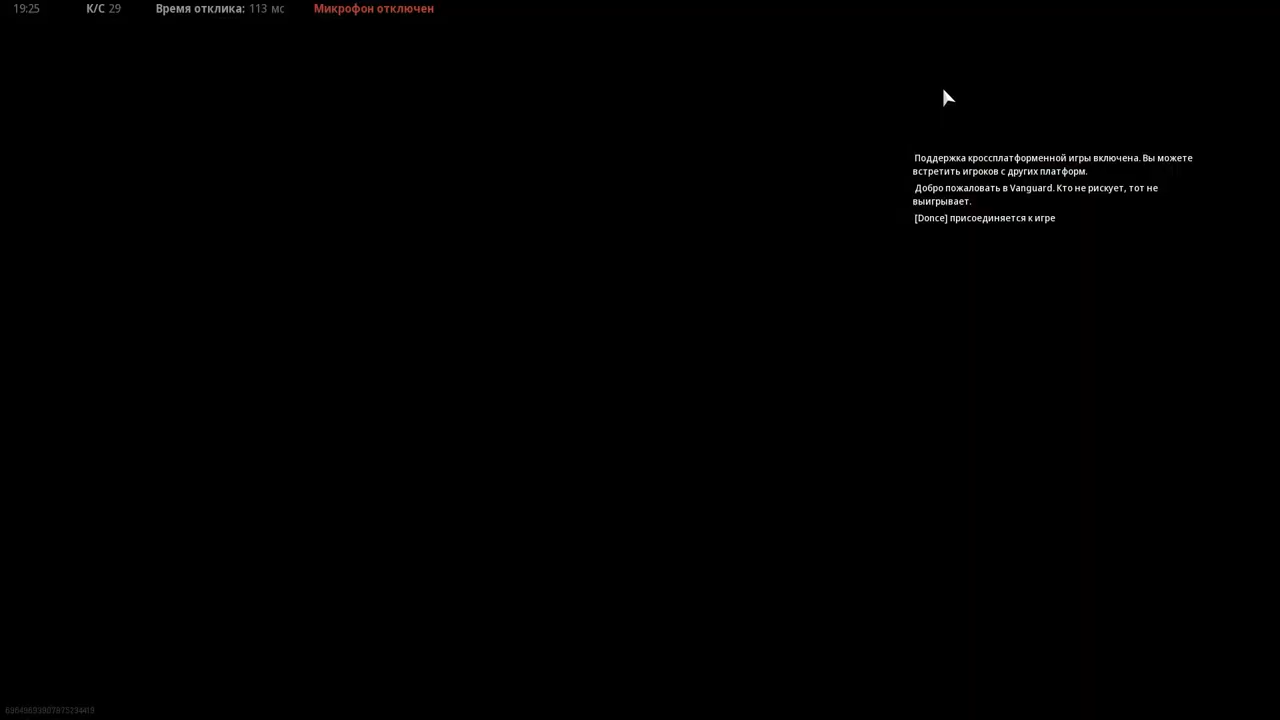 19:25 К/С 29 Время отклика: 113 мс Микрофон отключен
Поддержка кроссплатформенной игры включена. Вы можете
встретить игроков с других платформ.
Добро пожаловать в Vanguard. Кто не рискует, тот не
выигрывает.
[Donce] присоединяется к игре